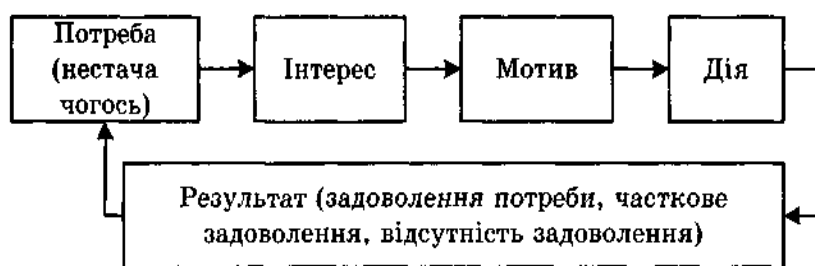 Потреба
(нестача
чогось)
Інтерес
Мотив
Дія
Результат (задоволення потреби, часткове
задоволення, відсутність задоволення)